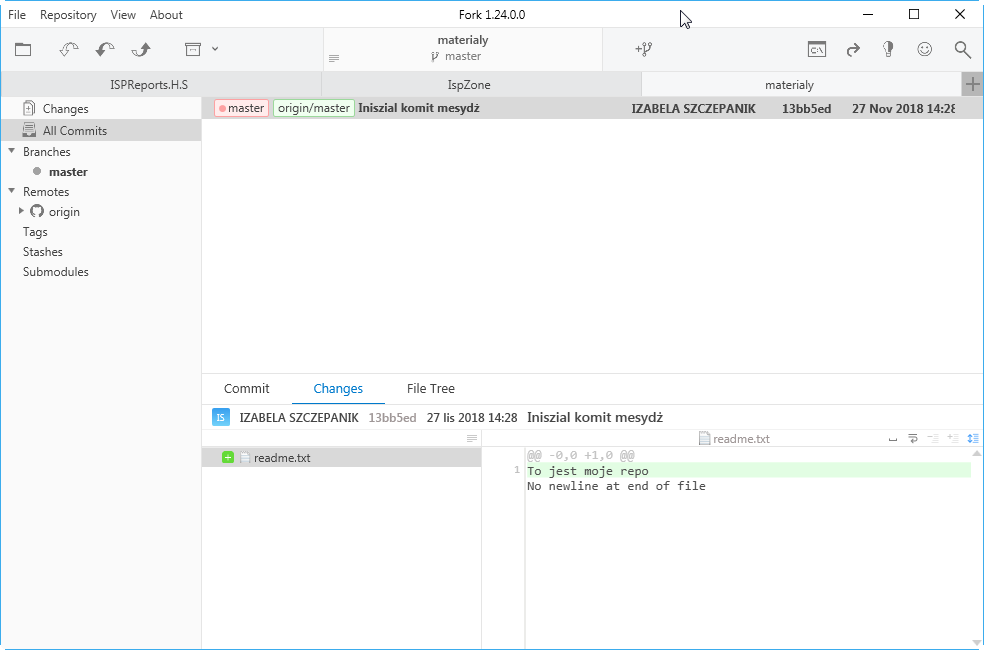 File Repository View About Fork 1.24.0.0
materialy
master
ISPReports.H.S IspZone materialy
Changes
All Commits
Branches
master
Remotes
origin
Tags
Stashes
Submodules
master origin/master Iniszial komit mesydż IZABELA SZCZEPANIK 13bb5ed 27 Nov 2018 14:28
Commit Changes File Tree
IS IZABELA SZCZEPANIK 13bb5ed 27 lis 2018 14:28 Iniszial komit mesydż
readme.txt
readme.txt
@@ -0,0 +1,0 @@
1 To jest moje repo
No newline at end of file